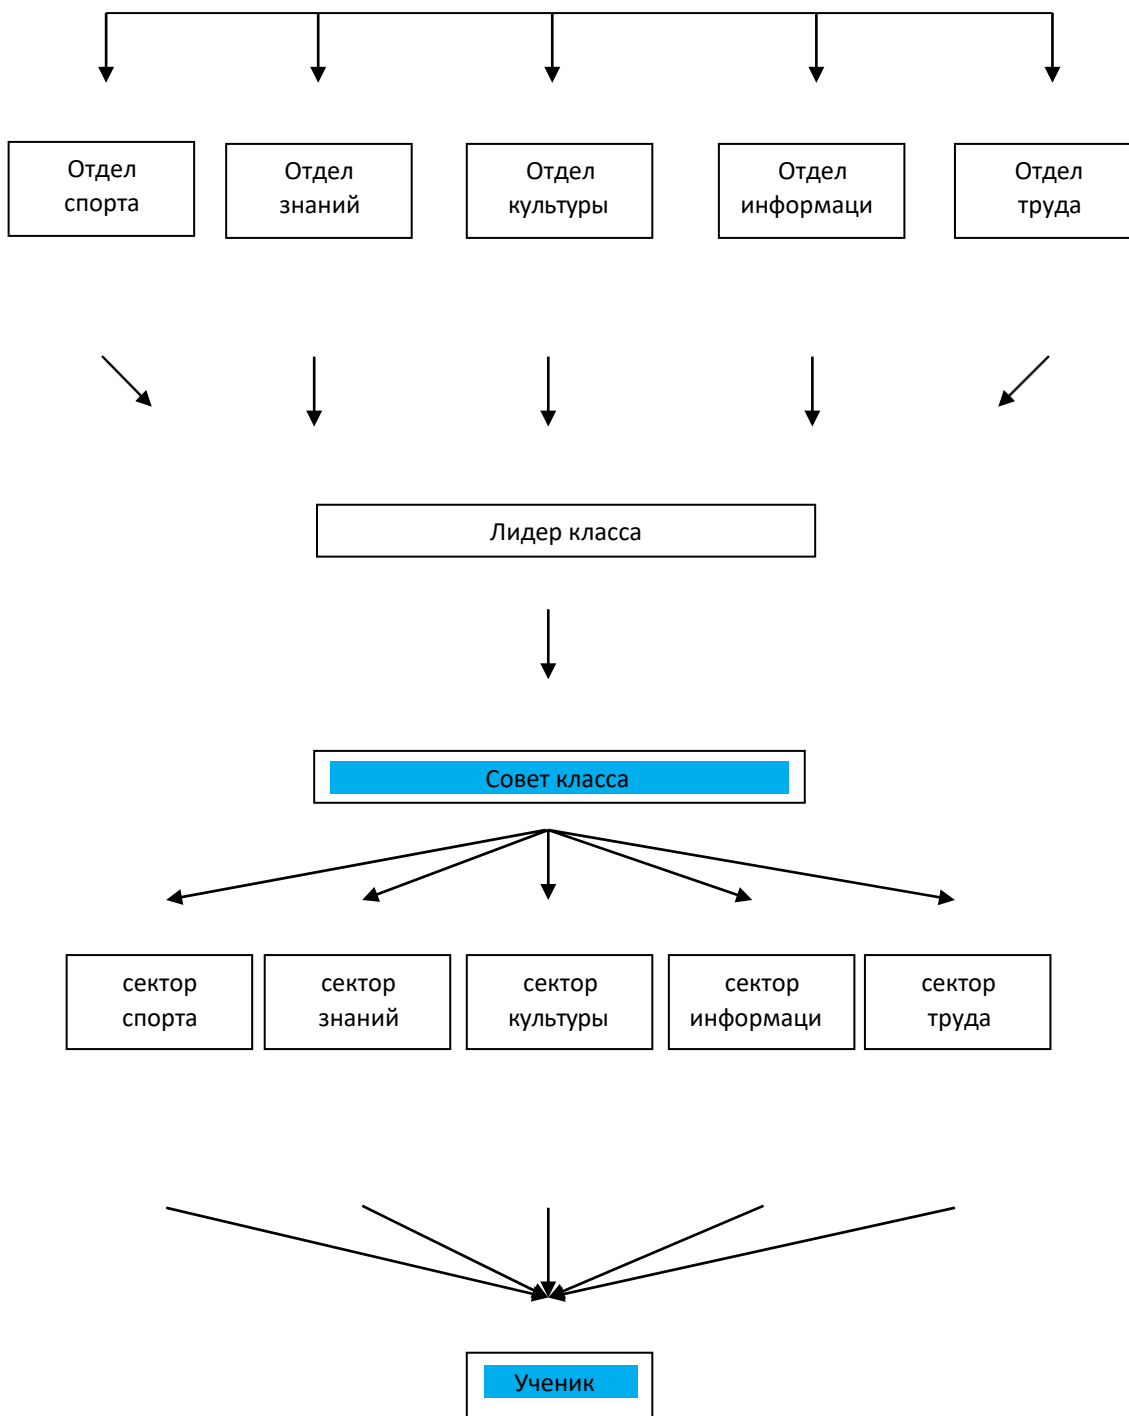 Отдел
спорта
Отдел
знаний
Отдел
культуры
Отдел
информаци
Отдел
труда
Лидер класса
Совет класса
сектор
спорта
сектор
знаний
сектор
культуры
сектор
информаци
сектор
труда
Ученик